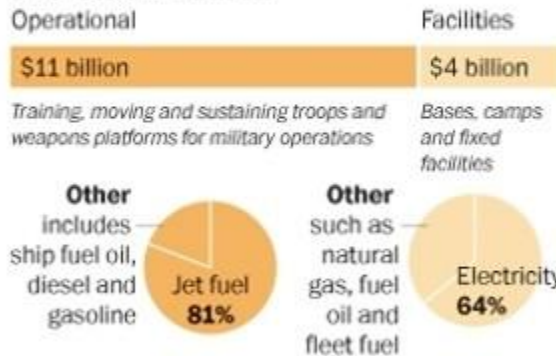 Operational
Facilities
$11 billion
$4 billion
Training, moving and sustaining troops and
weapons platforms for military operations
Bases, camps
and fixed
facilities
Other
includes
ship fuel oil,
diesel and
gasoline
Jet fuel
81%
Other
such as
natural
gas, fuel
oil and
fleet fuel
Electricity
64%